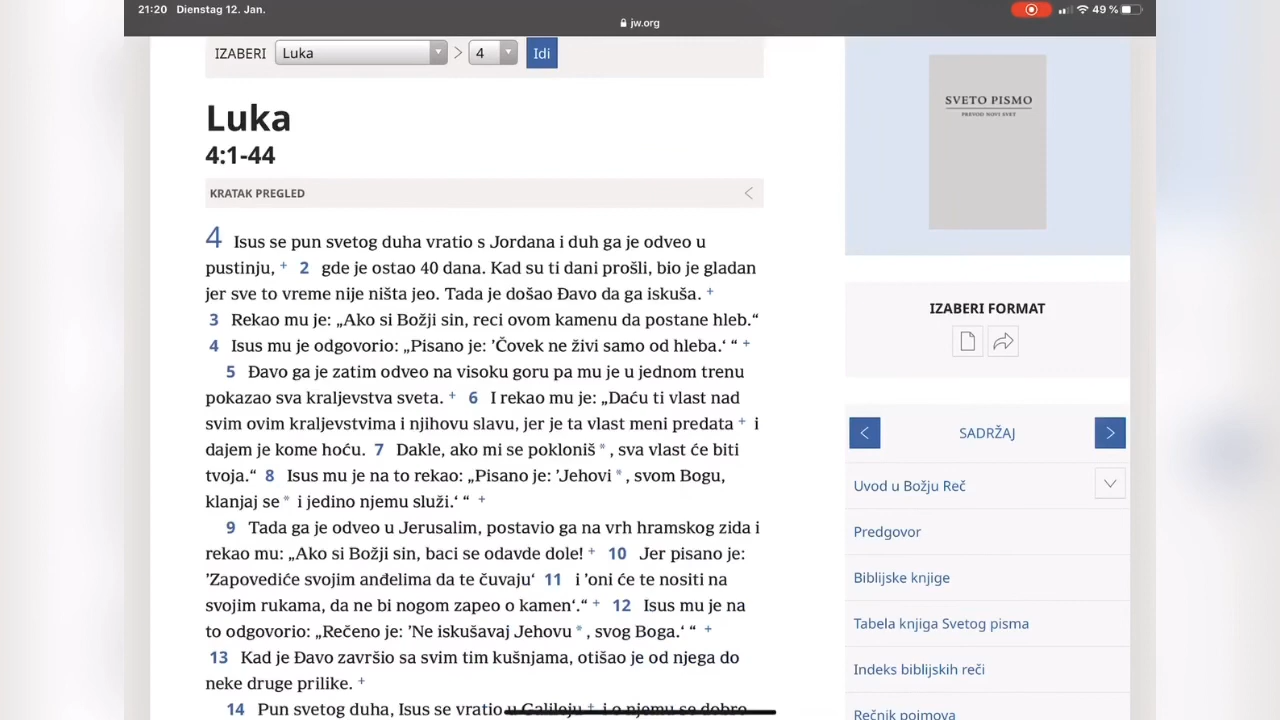 21:20 Dienstag 12. Jan.
49 %
jw.org
IZABERI Luka > 4 Idi
Luka
4:1-44
KRATAK PREGLED
4 Isus se pun svetog duha vratio s Jordana i duh ga je odveo u
pustinju, + 2 gde je ostao 40 dana. Kad su ti dani prošli, bio je gladan
jer sve to vreme nije ništa jeo. Tada je došao Đavo da ga iskuša. +
3 Rekao mu je: „Ako si Božji sin, reci ovom kamenu da postane hleb.“
4 Isus mu je odgovorio: „Pisano je: ’Čovek ne živi samo od hleba.‘ “ +
5 Đavo ga je zatim odveo na visoku goru pa mu je u jednom trenu
pokazao sva kraljevstva sveta. + 6 I rekao mu je: „Daću ti vlast nad
svim ovim kraljevstvima i njihovu slavu, jer je ta vlast meni predata + i
dajem je kome hoću. 7 Dakle, ako mi se pokloniš * , sva vlast će biti
tvoja.“ 8 Isus mu je na to rekao: „Pisano je: ’Jehovi * , svom Bogu,
klanjaj se * i jedino njemu služi.‘ “ +
9 Tada ga je odveo u Jerusalim, postavio ga na vrh hramskog zida i
rekao mu: „Ako si Božji sin, baci se odavde dole! + 10 Jer pisano je:
’Zapovediće svojim anđelima da te čuvaju‘ 11 i ’oni će te nositi na
svojim rukama, da ne bi nogom zapeo o kamen‘.“ + 12 Isus mu je na
to odgovorio: „Rečeno je: ’Ne iskušavaj Jehovu * , svog Boga.‘ “ +
13 Kad je Đavo završio sa svim tim kušnjama, otišao je od njega do
neke druge prilike. +
14 Pun svetog duha, Isus se vratio u Galileju + i o njemu se dobro
SVETO PISMO
PREVOD NOVI SVET
IZABERI FORMAT
SADRŽAJ
Uvod u Božju Reč
Predgovor
Biblijske knjige
Tabela knjiga Svetog pisma
Indeks biblijskih reči
Rečnik pojmova